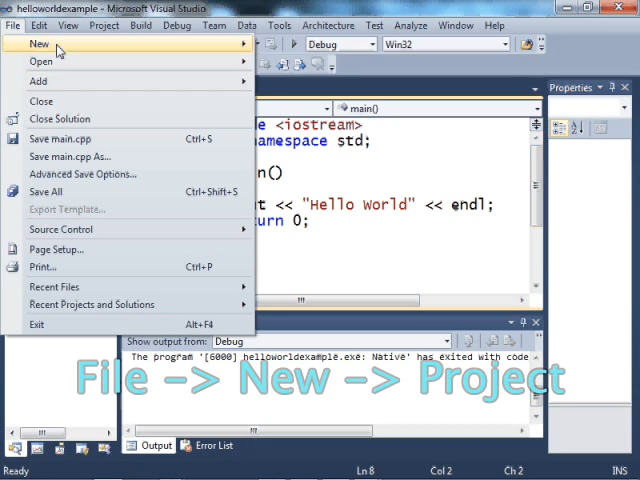 helloworldexample - Microsoft Visual Studio
File Edit View Project Build Debug Team Data Tools Architecture Test Analyze Window Help
New
Debug Win32
Open
Add
Close
Close Solution
Save main.cpp Ctrl+S
Save main.cpp As...
Advanced Save Options...
Save All Ctrl+Shift+S
Export Template...
Source Control
Page Setup...
Print... Ctrl+P
Recent Files
Recent Projects and Solutions
Exit Alt+F4
Properties
main()
e <iostream>
namespace std;
n()
ut << "Hello World" << endl;
urn 0;
Show output from: Debug
The program '[6000] helloworldexample.exe: Native' has exited with code
File -> New -> Project
Output Error List
Ready Ln 8 Col 2 Ch 2 INS